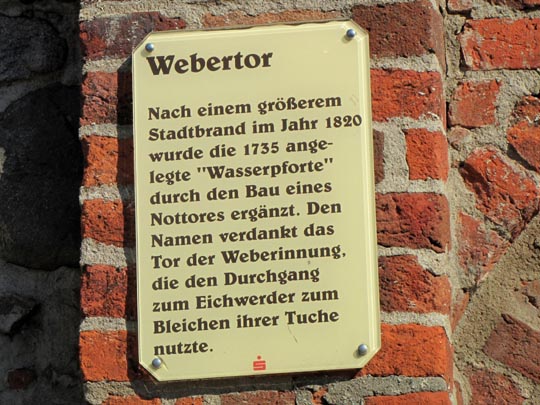 Webertor
Nach einem größerem
Stadtbrand im Jahr 1820
wurde die 1735 ange-
legte "Wasserpforte"
durch den Bau eines
Nottores ergänzt. Den
Namen verdankt das
Tor der Weberinnung,
die den Durchgang
zum Eichwerder zum
Bleichen ihrer Tuche
nutzte.